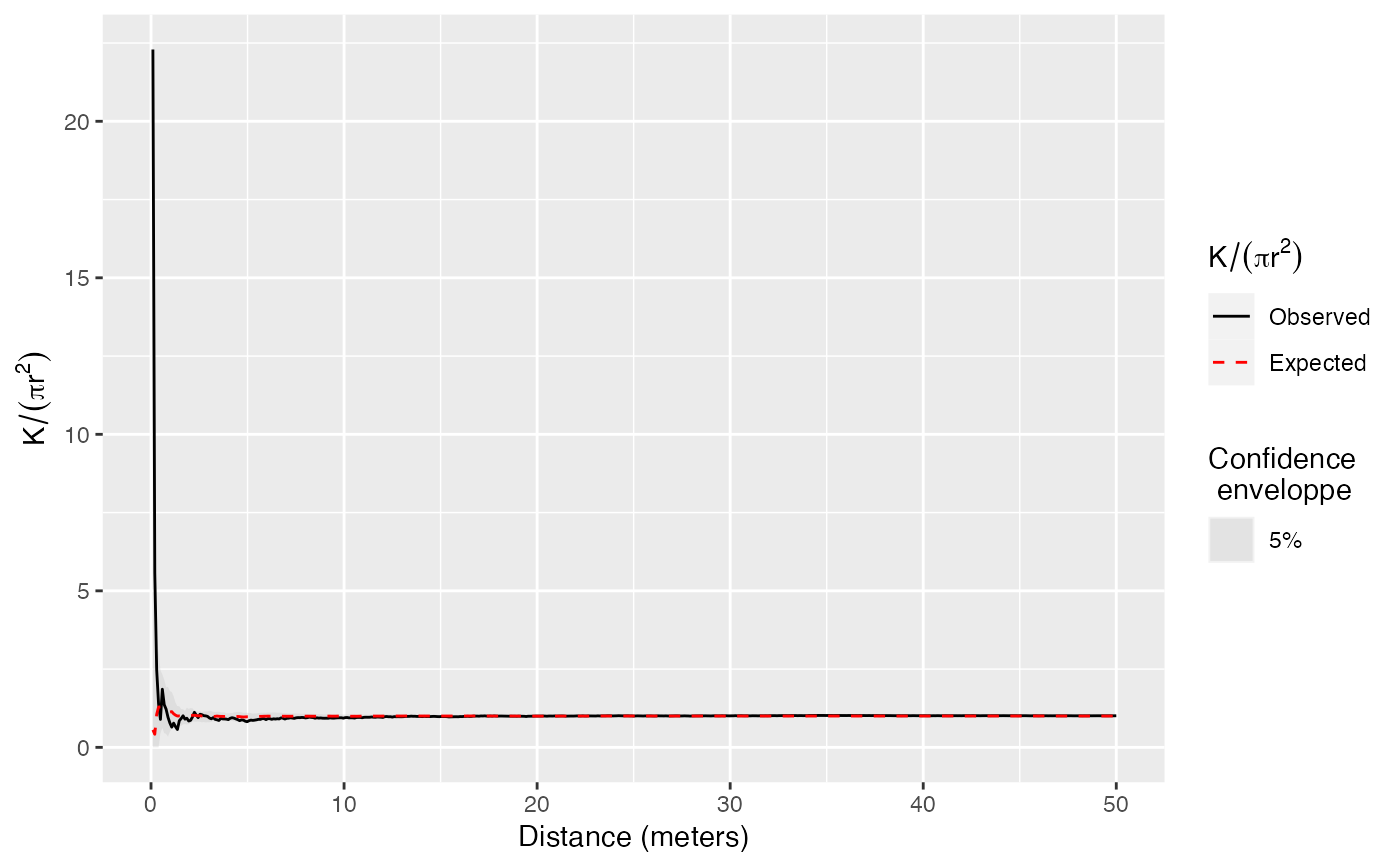 20
15
10
5
0
K/(πr²)
0 10 20 30 40 50
Distance (meters)
K/(πr²)
Observed
Expected
Confidence
enveloppe
5%